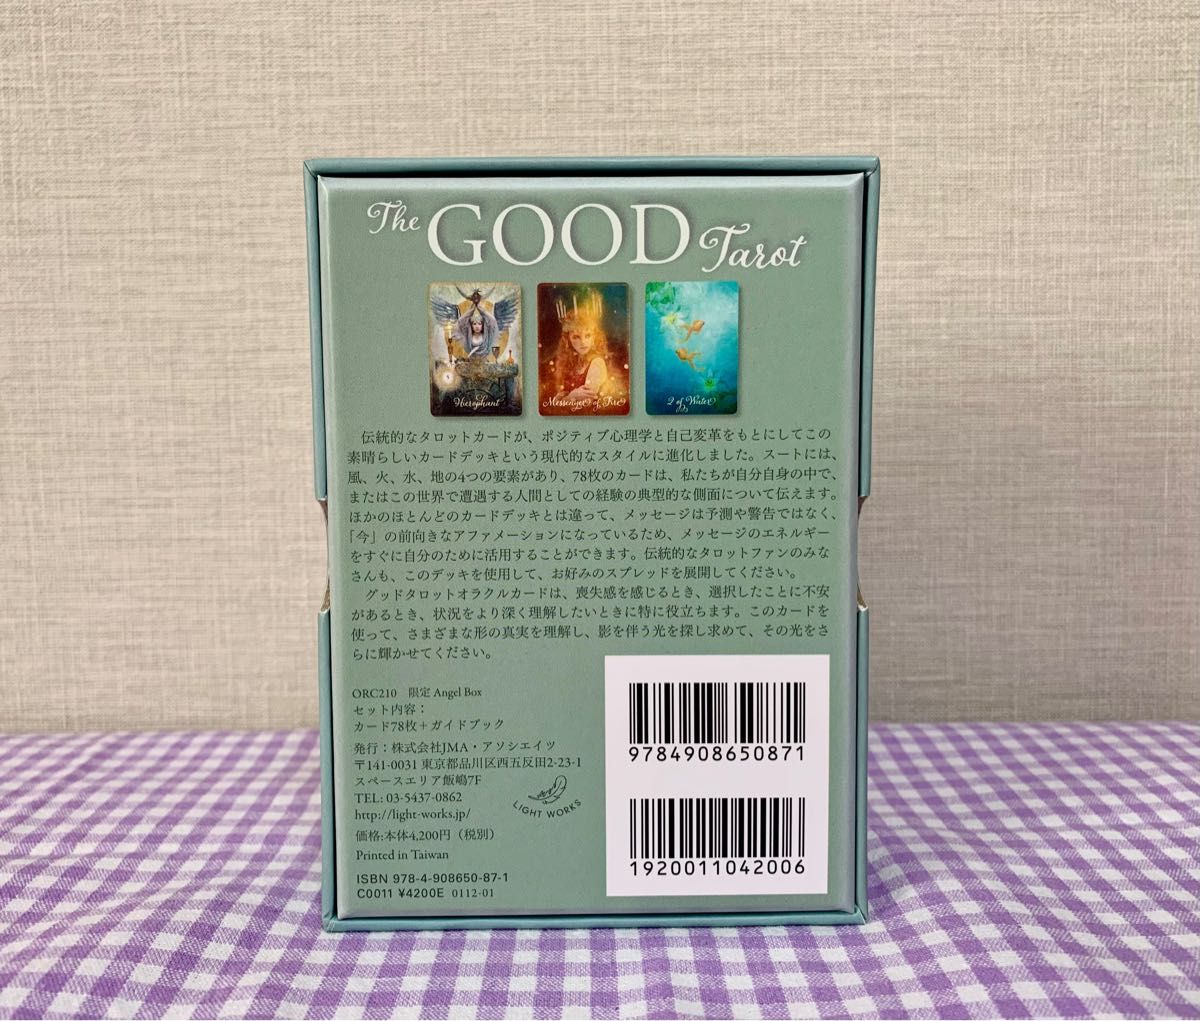 The GOOD Tarot
Hierophant
Messenger of Fire
2 of Water
伝統的なタロットカードが、ポジティブ心理学と自己変革をもとにしてこの
素晴らしいカードデッキという現代的なスタイルに進化しました。スートには、
風、火、水、地の4つの要素があり、78枚のカードは、私たちが自分自身の中で、
またはこの世界で遭遇する人間としての経験の典型的な側面について伝えます。
ほかのほとんどのカードデッキとは違って、メッセージは予測や警告ではなく、
「今」の前向きなアファメーションになっているため、メッセージのエネルギー
をすぐに自分のために活用することができます。伝統的なタロットファンのみな
さんも、このデッキを使用して、お好みのスプレッドを展開してください。
グッドタロットオラクルカードは、喪失感を感じるとき、選択したことに不安
があるとき、状況をより深く理解したいときに特に役立ちます。このカードを
使って、さまざまな形の真実を理解し、影を伴う光を探し求めて、その光をさ
らに輝かせてください。
ORC210 限定 Angel Box
セット内容：
カード78枚＋ガイドブック
発行：株式会社JMA・アソシエイツ
〒141-0031 東京都品川区西五反田2-23-1
スペースエリア飯嶋7F
TEL: 03-5437-0862
http://light-works.jp/
価格:本体4,200円（税別）
Printed in Taiwan
ISBN 978-4-908650-87-1
C0011 ¥4200E 0112-01
LIGHT WORKS
9784908650871
1920011042006